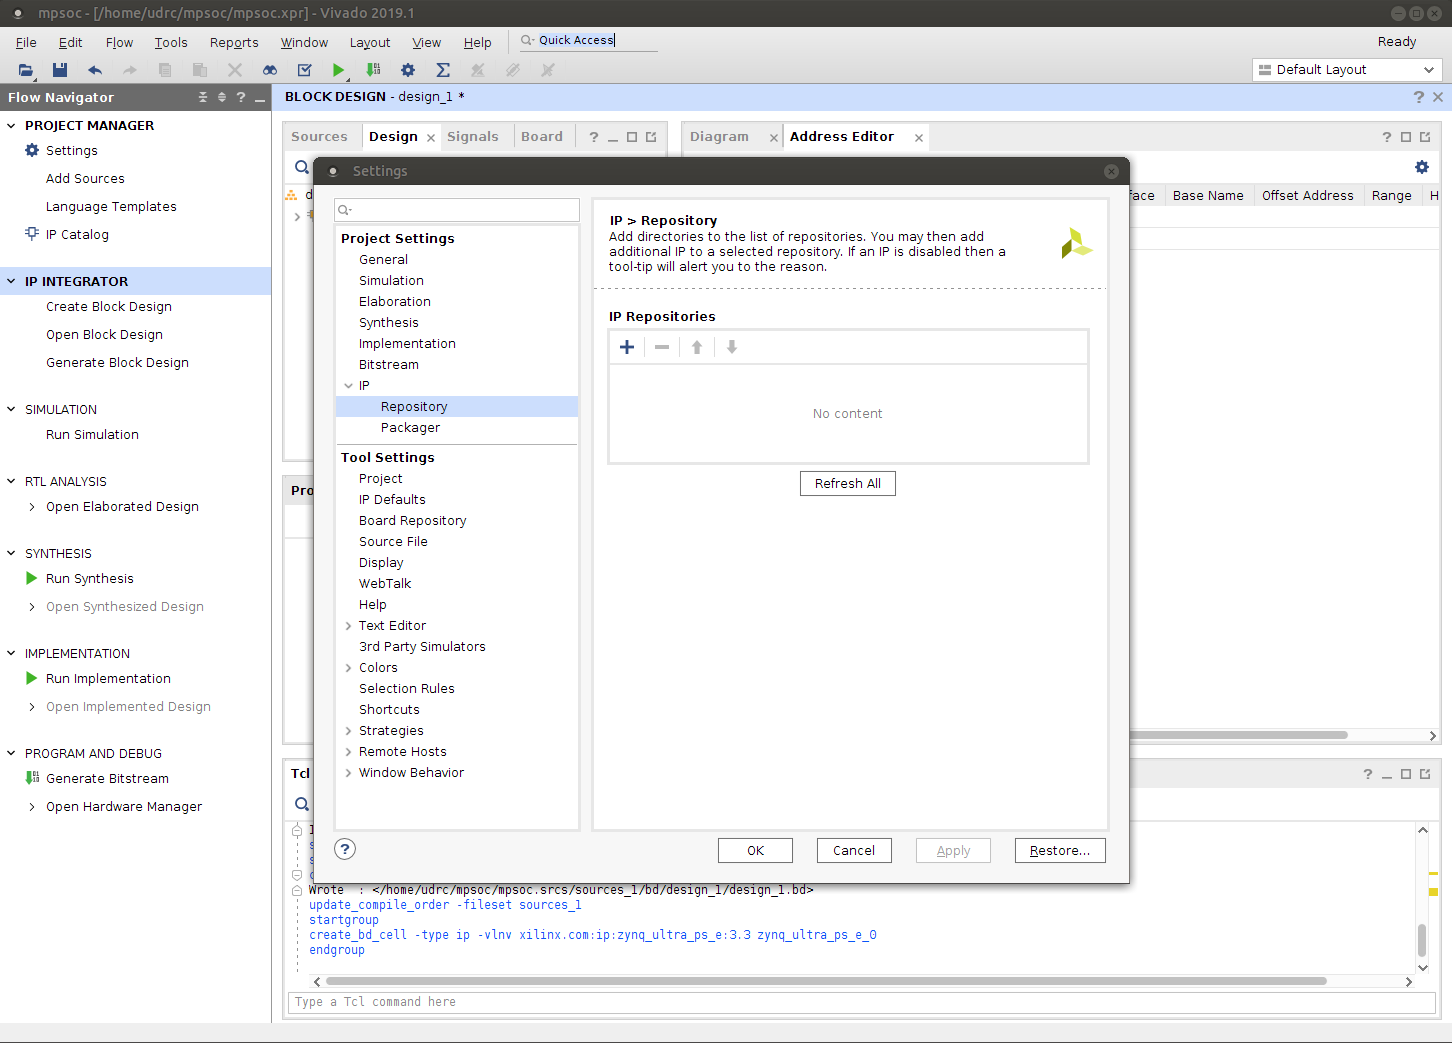 mpsoc - [/home/udrc/mpsoc/mpsoc.xpr] - Vivado 2019.1
File Edit Flow Tools Reports Window Layout View Help Quick Access Ready
Default Layout
Flow Navigator
BLOCK DESIGN - design_1 *
PROJECT MANAGER
Settings
Add Sources
Language Templates
IP Catalog
IP INTEGRATOR
Create Block Design
Open Block Design
Generate Block Design
SIMULATION
Run Simulation
RTL ANALYSIS
Open Elaborated Design
SYNTHESIS
Run Synthesis
Open Synthesized Design
IMPLEMENTATION
Run Implementation
Open Implemented Design
PROGRAM AND DEBUG
Generate Bitstream
Open Hardware Manager
Sources Design Signals Board
Diagram Address Editor
face Base Name Offset Address Range H
Settings
Project Settings
General
Simulation
Elaboration
Synthesis
Implementation
Bitstream
IP
Repository
Packager
Tool Settings
Project
IP Defaults
Board Repository
Source File
Display
WebTalk
Help
Text Editor
3rd Party Simulators
Colors
Selection Rules
Shortcuts
Strategies
Remote Hosts
Window Behavior
IP > Repository
Add directories to the list of repositories. You may then add
additional IP to a selected repository. If an IP is disabled then a
tool-tip will alert you to the reason.
IP Repositories
No content
Refresh All
OK Cancel Apply Restore...
Pro
Tcl
Wrote : </home/udrc/mpsoc/mpsoc.srcs/sources_1/bd/design_1/design_1.bd>
update_compile_order -fileset sources_1
startgroup
create_bd_cell -type ip -vlnv xilinx.com:ip:zynq_ultra_ps_e:3.3 zynq_ultra_ps_e_0
endgroup
Type a Tcl command here